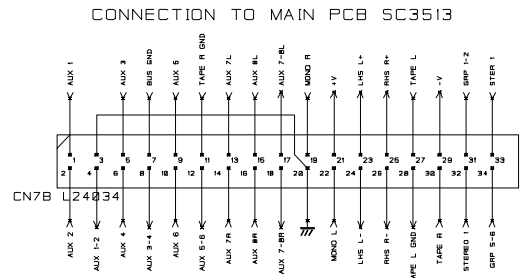 CONNECTION TO MAIN PCB SC3513
AUX 1
AUX 3
BUS GND
AUX 5
TAPE R GND
AUX 7L
AUX 8L
AUX 7-8L
MONO R
+V
LHS L+
RHS R+
TAPE L
-V
GRP 1-2
STER 1
1 3 5 7 9 11 13 15 17 19 21 23 25 27 29 31 33
2 4 6 8 10 12 14 16 18 20 22 24 26 28 30 32 34
CN7B L24034
AUX 2
AUX 1-2
AUX 4
AUX 3-4
AUX 6
AUX 5-6
AUX 7R
AUX 8R
AUX 7-8R
MONO L
LHS L-
RHS R-
APE L GND
TAPE R
STEREO 1
GRP 5-6